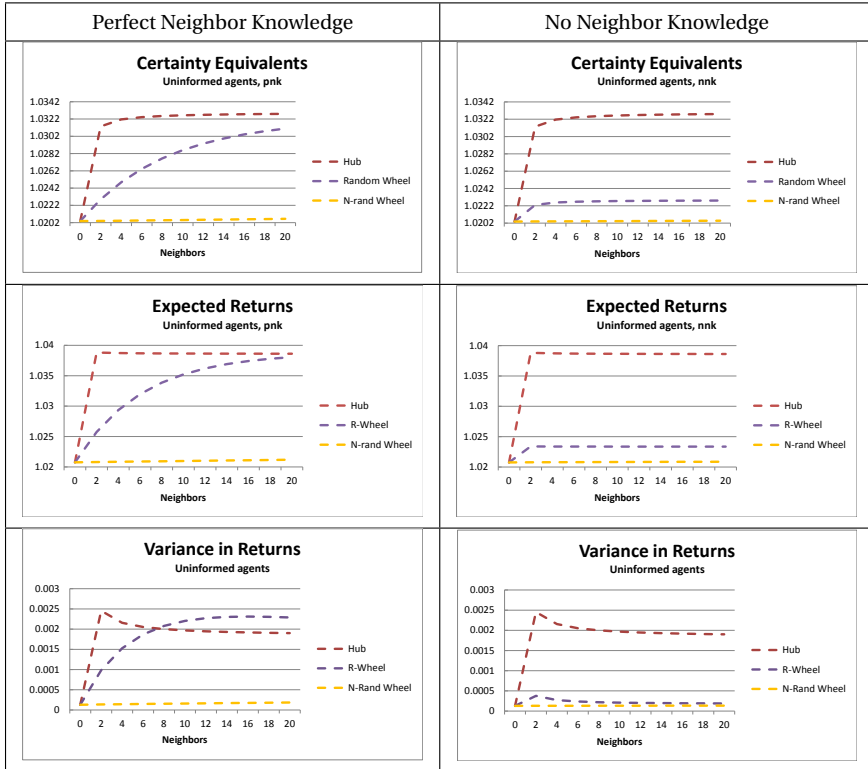 Perfect Neighbor Knowledge
No Neighbor Knowledge
Certainty Equivalents
Uninformed agents, pnk
1.0342
1.0322
1.0302
1.0282
1.0262
1.0242
1.0222
1.0202
0 2 4 6 8 10 12 14 16 18 20
Neighbors
Hub
Random Wheel
N-rand Wheel
Certainty Equivalents
Uninformed agents, nnk
1.0342
1.0322
1.0302
1.0282
1.0262
1.0242
1.0222
1.0202
0 2 4 6 8 10 12 14 16 18 20
Neighbors
Hub
Random Wheel
N-rand Wheel
Expected Returns
Uninformed agents, pnk
1.04
1.035
1.03
1.025
1.02
0 2 4 6 8 10 12 14 16 18 20
Neighbors
Hub
R-Wheel
N-rand Wheel
Expected Returns
Uninformed agents, nnk
1.04
1.035
1.03
1.025
1.02
0 2 4 6 8 10 12 14 16 18 20
Neighbors
Hub
R-Wheel
N-rand Wheel
Variance in Returns
Uninformed agents
0.003
0.0025
0.002
0.0015
0.001
0.0005
0
0 2 4 6 8 10 12 14 16 18 20
Neighbors
Hub
R-Wheel
N-Rand Wheel
Variance in Returns
Uninformed agents
0.003
0.0025
0.002
0.0015
0.001
0.0005
0
0 2 4 6 8 10 12 14 16 18 20
Neighbors
Hub
R-Wheel
N-Rand Wheel